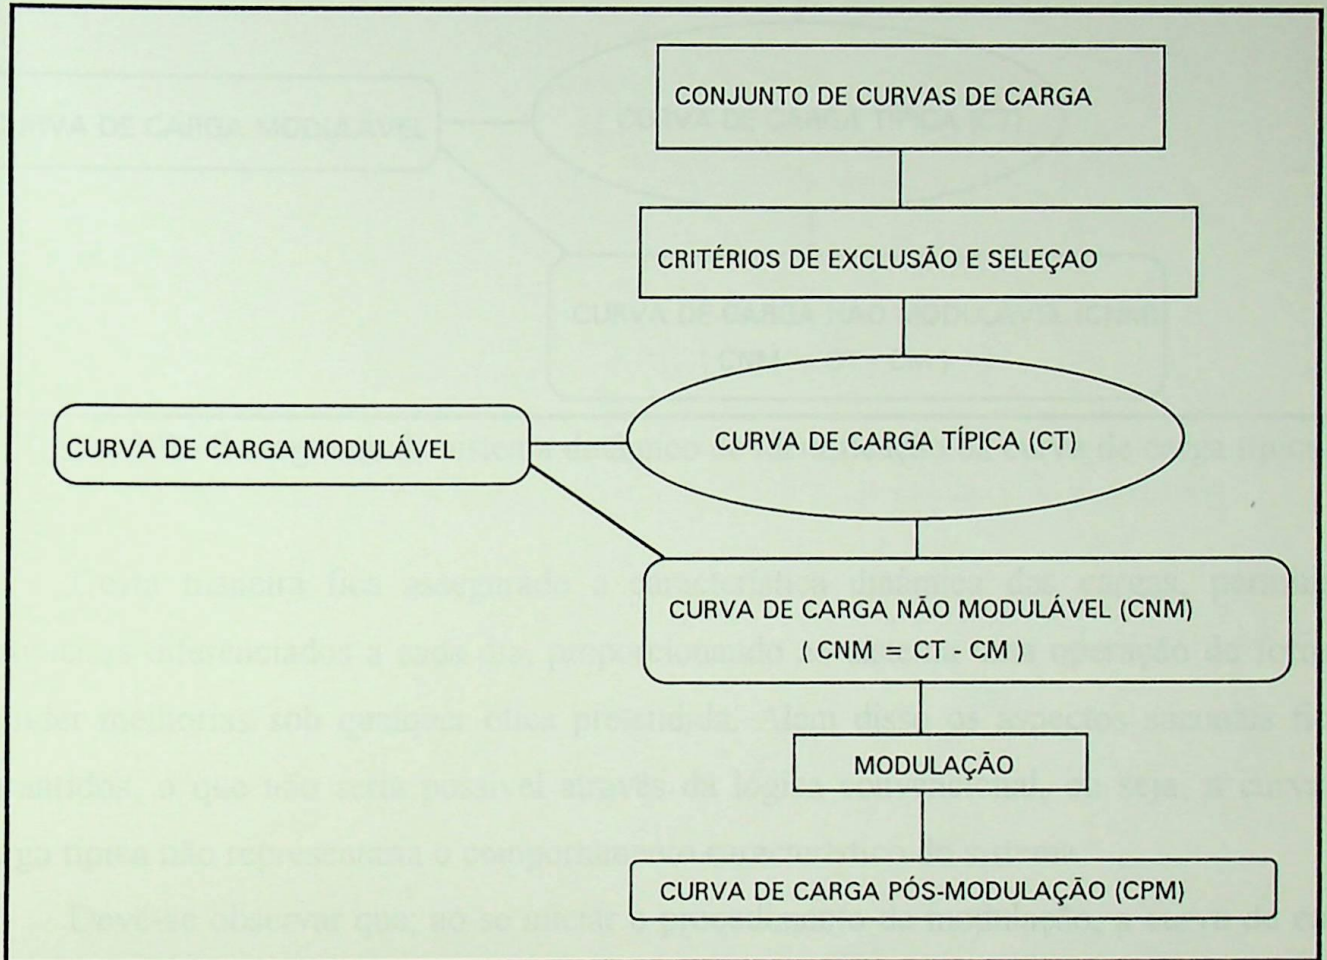 CONJUNTO DE CURVAS DE CARGA
CRITÉRIOS DE EXCLUSÃO E SELEÇAO
CURVA DE CARGA MODULÁVEL
CURVA DE CARGA TÍPICA (CT)
CURVA DE CARGA NÃO MODULÁVEL (CNM)
( CNM = CT - CM )
MODULAÇÃO
CURVA DE CARGA PÓS-MODULAÇÃO (CPM)